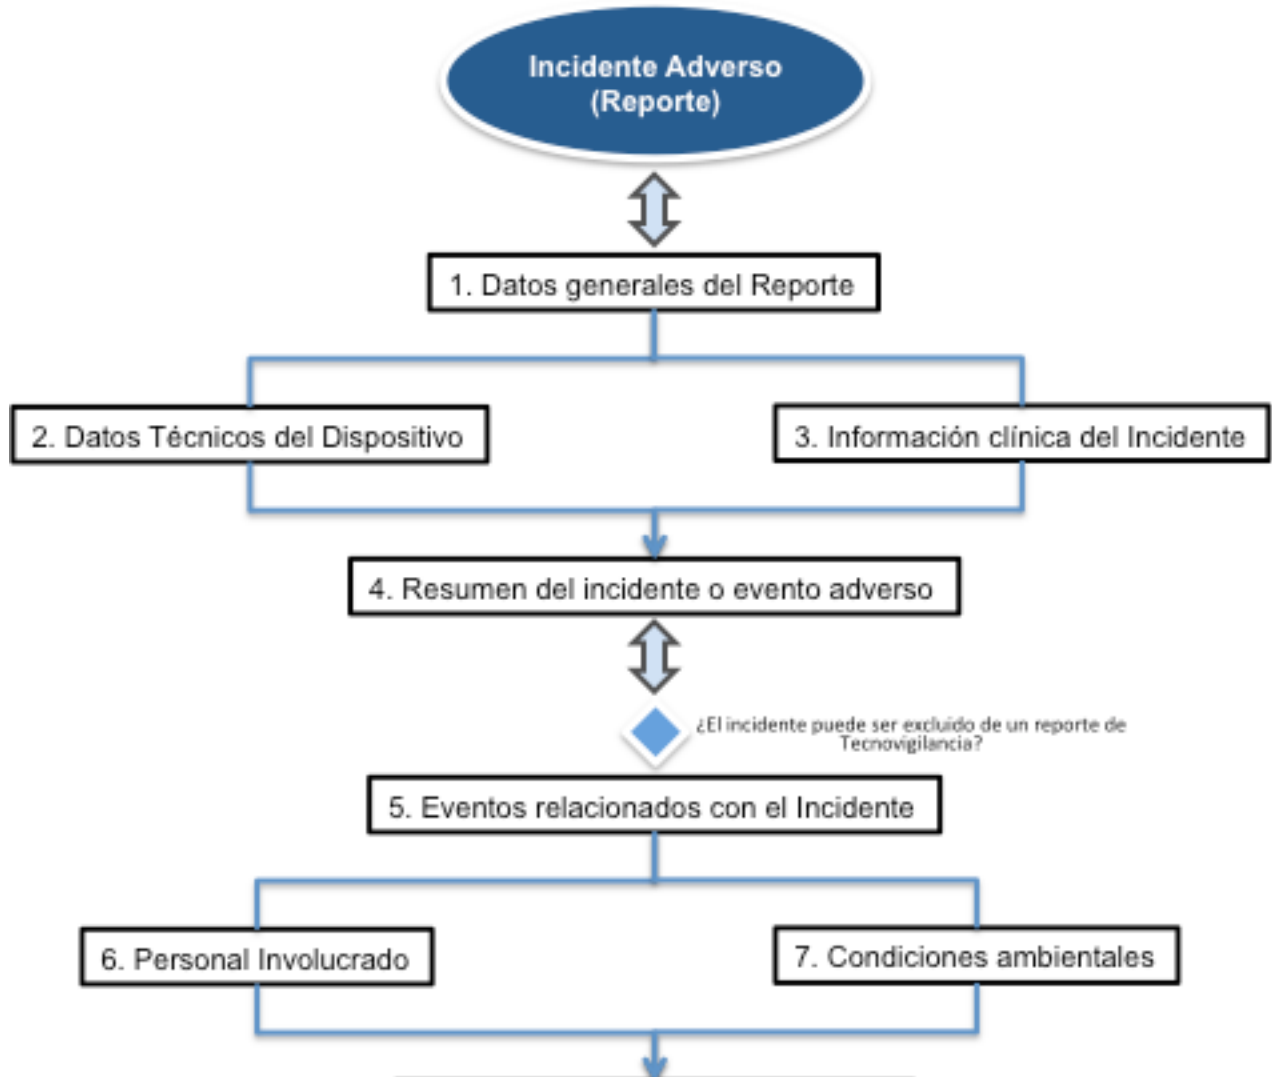 Incidente Adverso
(Reporte)
1. Datos generales del Reporte
2. Datos Técnicos del Dispositivo
3. Información clínica del Incidente
4. Resumen del incidente o evento adverso
¿El incidente puede ser excluido de un reporte de
Tecnovigilancia?
5. Eventos relacionados con el Incidente
6. Personal Involucrado
7. Condiciones ambientales